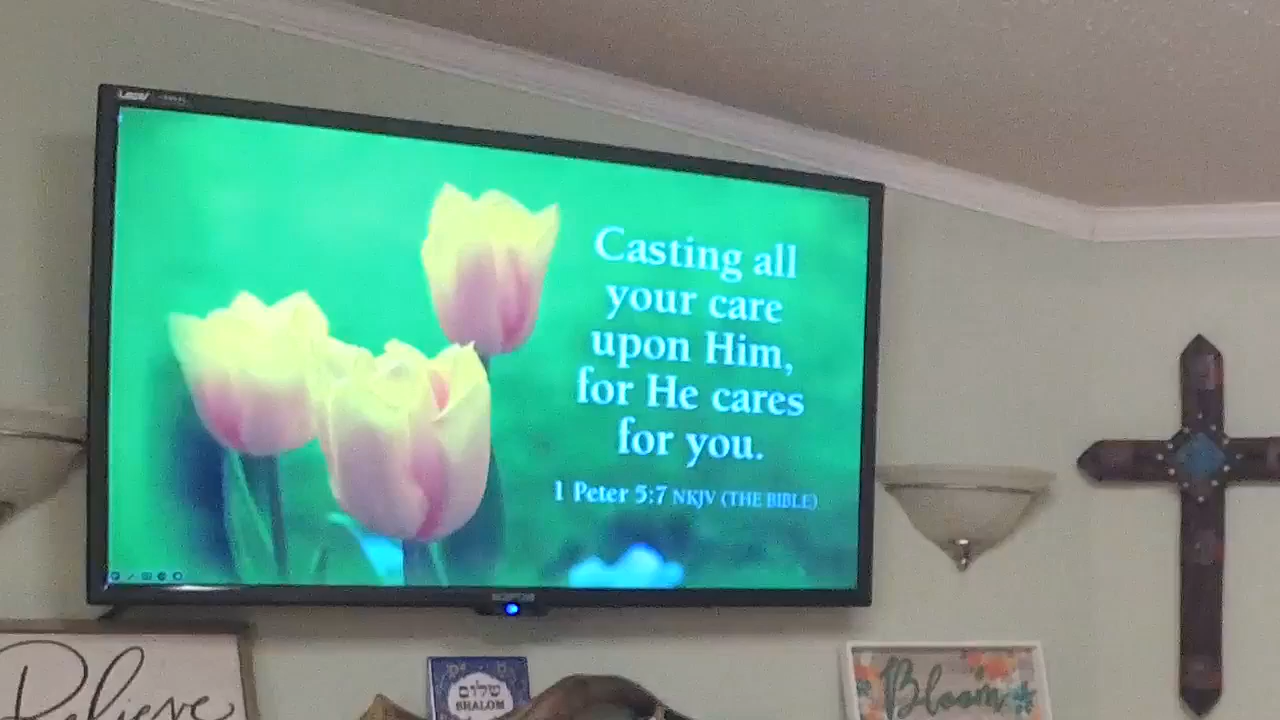 Casting all
your care
upon Him,
for He cares
for you.
1 Peter 5:7 NKJV (THE BIBLE)
Believe
שלום
SHALOM
Bloom